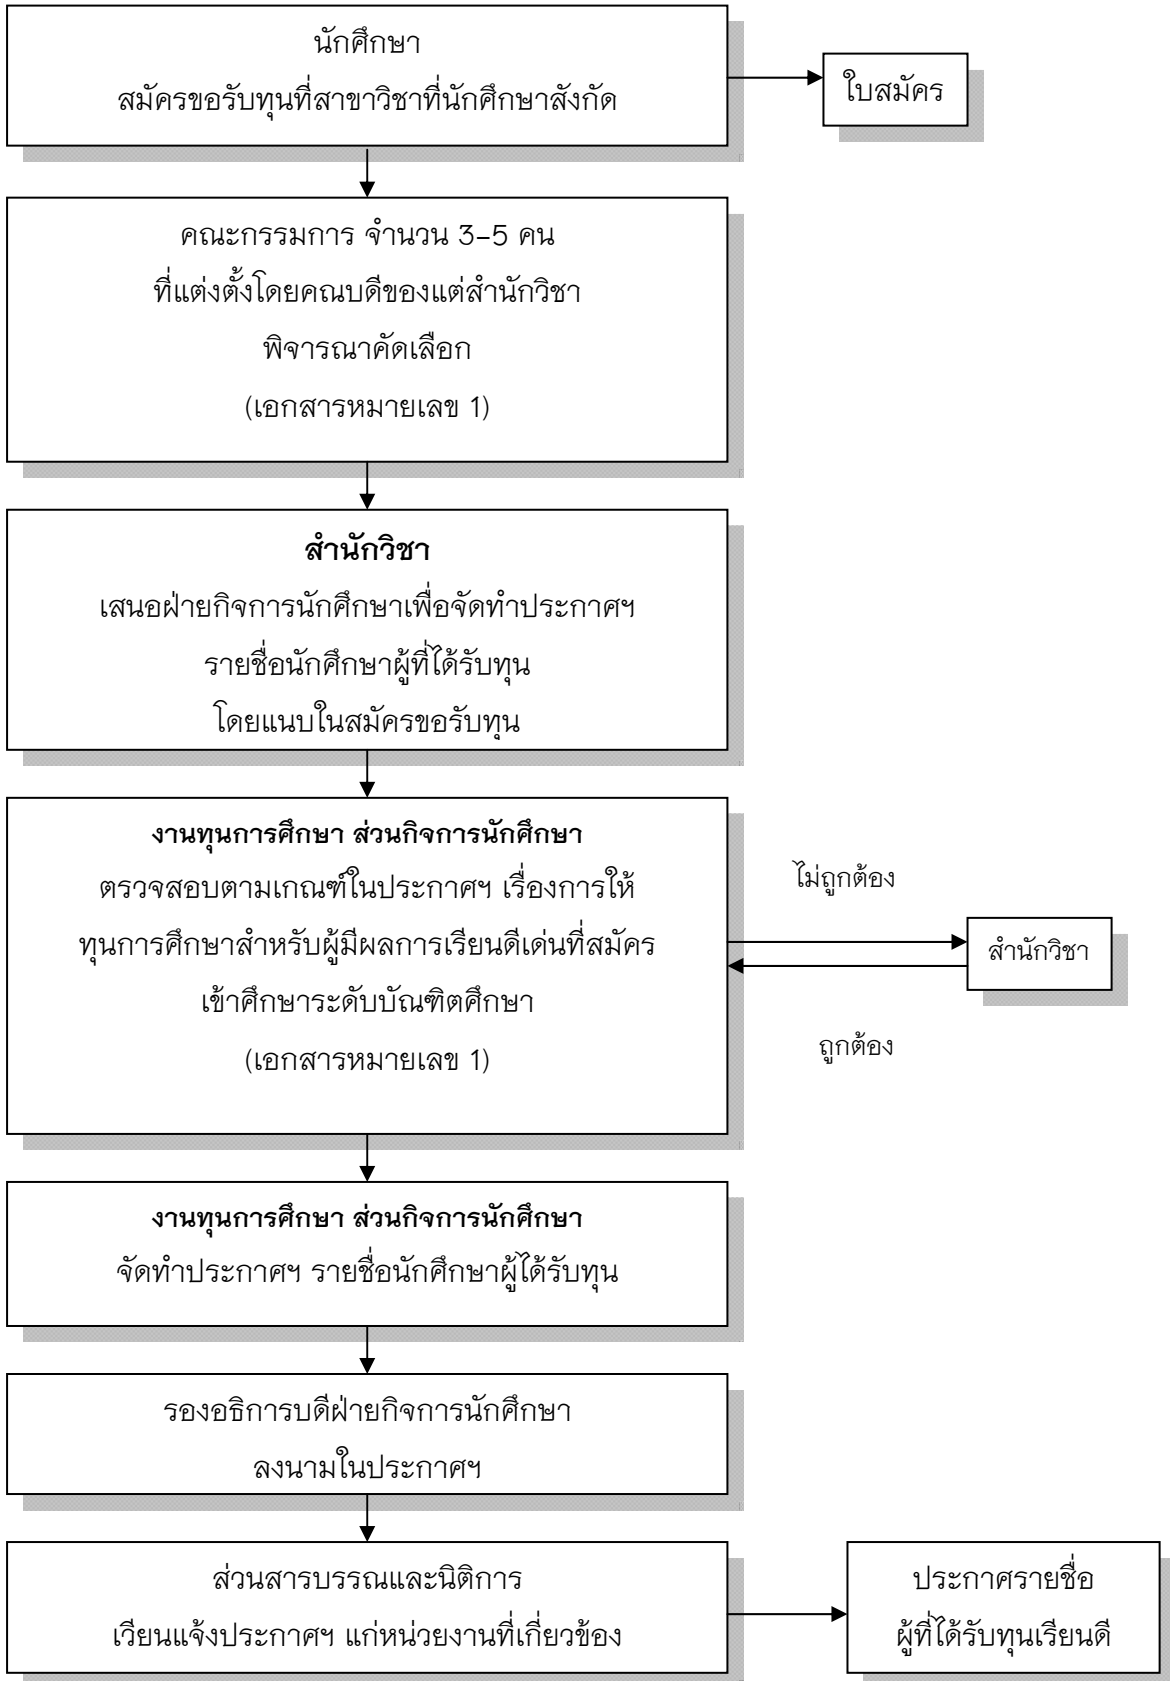 นักศึกษา
สมัครขอรับทุนที่สาขาวิชาที่นักศึกษาสังกัด
ใบสมัคร
คณะกรรมการ จำนวน 3–5 คน
ที่แต่งตั้งโดยคณบดีของแต่สำนักวิชา
พิจารณาคัดเลือก
(เอกสารหมายเลข 1)
สำนักวิชา
เสนอฝ่ายกิจการนักศึกษาเพื่อจัดทำประกาศฯ
รายชื่อนักศึกษาผู้ที่ได้รับทุน
โดยแนบในสมัครขอรับทุน
งานทุนการศึกษา ส่วนกิจการนักศึกษา
ตรวจสอบตามเกณฑ์ในประกาศฯ เรื่องการให้
ทุนการศึกษาสำหรับผู้มีผลการเรียนดีเด่นที่สมัคร
เข้าศึกษาระดับบัณฑิตศึกษา
(เอกสารหมายเลข 1)
ไม่ถูกต้อง
สำนักวิชา
ถูกต้อง
งานทุนการศึกษา ส่วนกิจการนักศึกษา
จัดทำประกาศฯ รายชื่อนักศึกษาผู้ได้รับทุน
รองอธิการบดีฝ่ายกิจการนักศึกษา
ลงนามในประกาศฯ
ส่วนสารบรรณและนิติการ
เวียนแจ้งประกาศฯ แก่หน่วยงานที่เกี่ยวข้อง
ประกาศรายชื่อ
ผู้ที่ได้รับทุนเรียนดี